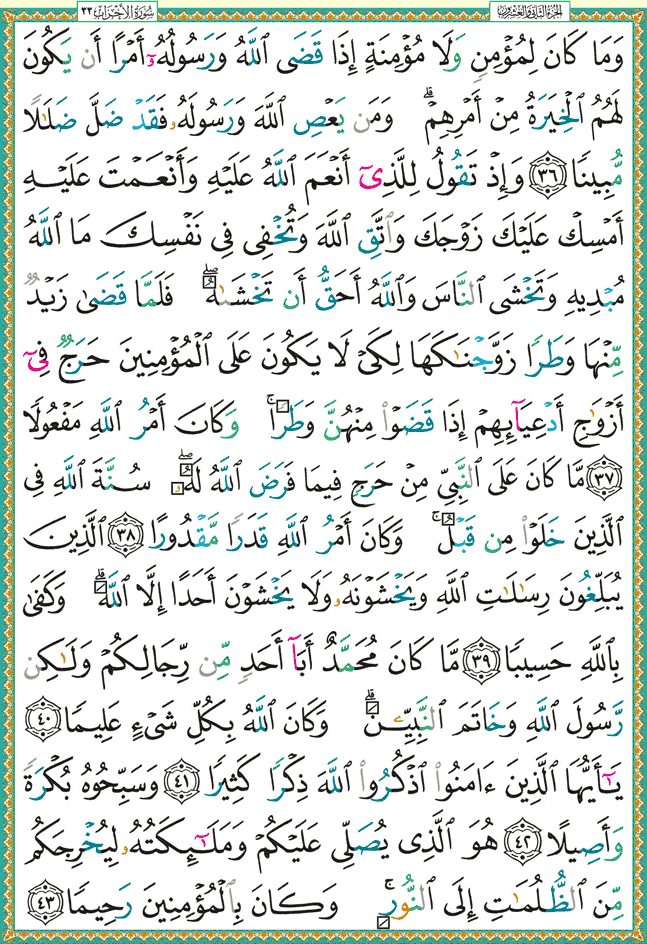 الجزء الثاني والعشرون
سُورَةُ الأَحْزَاب ٣٣
وَمَا كَانَ لِمُؤْمِنٍ وَلَا مُؤْمِنَةٍ إِذَا قَضَى ٱللَّهُ وَرَسُولُهُۥٓ أَمْرًا أَن يَكُونَ
لَهُمُ ٱلْخِيَرَةُ مِنْ أَمْرِهِمْ ۗ وَمَن يَعْصِ ٱللَّهَ وَرَسُولَهُۥ فَقَدْ ضَلَّ ضَلَـٰلًا
مُّبِينًا ﴿٣٦﴾ وَإِذْ تَقُولُ لِلَّذِىٓ أَنْعَمَ ٱللَّهُ عَلَيْهِ وَأَنْعَمْتَ عَلَيْهِ
أَمْسِكْ عَلَيْكَ زَوْجَكَ وَٱتَّقِ ٱللَّهَ وَتُخْفِى فِى نَفْسِكَ مَا ٱللَّهُ
مُبْدِيهِ وَتَخْشَى ٱلنَّاسَ وَٱللَّهُ أَحَقُّ أَن تَخْشَىٰهُ ۖ فَلَمَّا قَضَىٰ زَيْدٌ
مِّنْهَا وَطَرًا زَوَّجْنَـٰكَهَا لِكَىْ لَا يَكُونَ عَلَى ٱلْمُؤْمِنِينَ حَرَجٌ فِىٓ
أَزْوَٰجِ أَدْعِيَآئِهِمْ إِذَا قَضَوْا۟ مِنْهُنَّ وَطَرًا ۚ وَكَانَ أَمْرُ ٱللَّهِ مَفْعُولًا
﴿٣٧﴾ مَّا كَانَ عَلَى ٱلنَّبِىِّ مِنْ حَرَجٍ فِيمَا فَرَضَ ٱللَّهُ لَهُۥ ۖ سُنَّةَ ٱللَّهِ فِى
ٱلَّذِينَ خَلَوْا۟ مِن قَبْلُ ۚ وَكَانَ أَمْرُ ٱللَّهِ قَدَرًا مَّقْدُورًا ﴿٣٨﴾ ٱلَّذِينَ
يُبَلِّغُونَ رِسَـٰلَـٰتِ ٱللَّهِ وَيَخْشَوْنَهُۥ وَلَا يَخْشَوْنَ أَحَدًا إِلَّا ٱللَّهَ ۗ وَكَفَىٰ
بِٱللَّهِ حَسِيبًا ﴿٣٩﴾ مَّا كَانَ مُحَمَّدٌ أَبَآ أَحَدٍ مِّن رِّجَالِكُمْ وَلَـٰكِن
رَّسُولَ ٱللَّهِ وَخَاتَمَ ٱلنَّبِيِّـۧنَ ۗ وَكَانَ ٱللَّهُ بِكُلِّ شَىْءٍ عَلِيمًا ﴿٤٠﴾
يَـٰٓأَيُّهَا ٱلَّذِينَ ءَامَنُوا۟ ٱذْكُرُوا۟ ٱللَّهَ ذِكْرًا كَثِيرًا ﴿٤١﴾ وَسَبِّحُوهُ بُكْرَةً
وَأَصِيلًا ﴿٤٢﴾ هُوَ ٱلَّذِى يُصَلِّى عَلَيْكُمْ وَمَلَـٰٓئِكَتُهُۥ لِيُخْرِجَكُم
مِّنَ ٱلظُّلُمَـٰتِ إِلَى ٱلنُّورِ ۚ وَكَانَ بِٱلْمُؤْمِنِينَ رَحِيمًا ﴿٤٣﴾